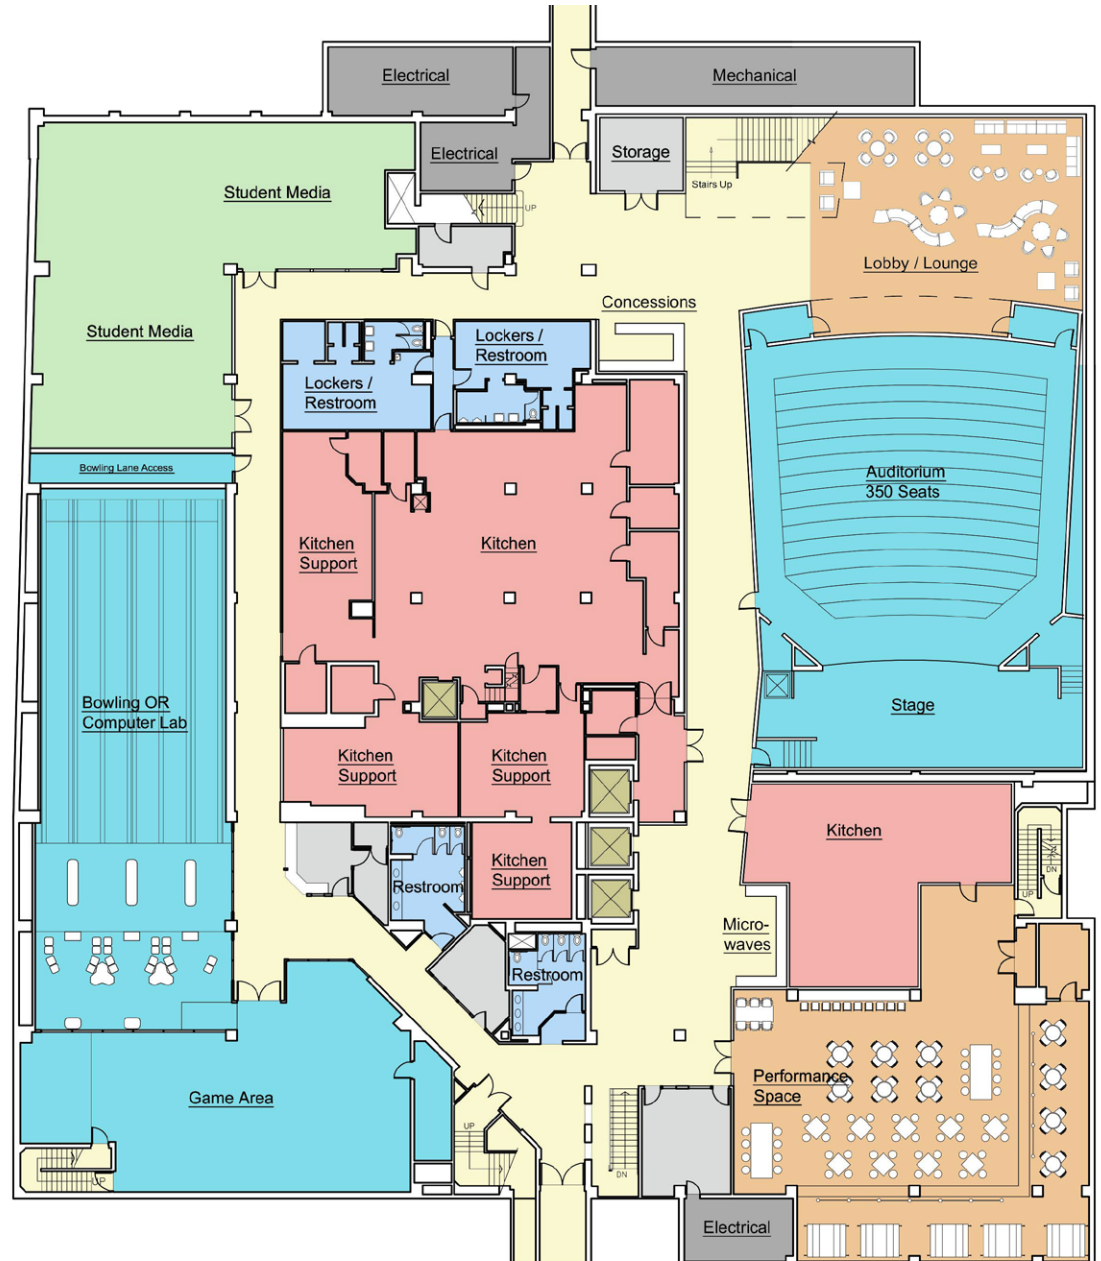 Electrical
Mechanical
Electrical
Storage
Stairs Up
Student Media
UP
Lobby / Lounge
Concessions
Student Media
Lockers /
Restroom
Lockers /
Restroom
Bowling Lane Access
Auditorium
350 Seats
Kitchen
Support
Kitchen
Bowling OR
Computer Lab
Stage
Kitchen
Support
Kitchen
Support
Kitchen
Restroom
Kitchen
Support
DN
UP
Micro-
waves
Restroom
Performance
Space
Game Area
UP
UP
DN
Electrical